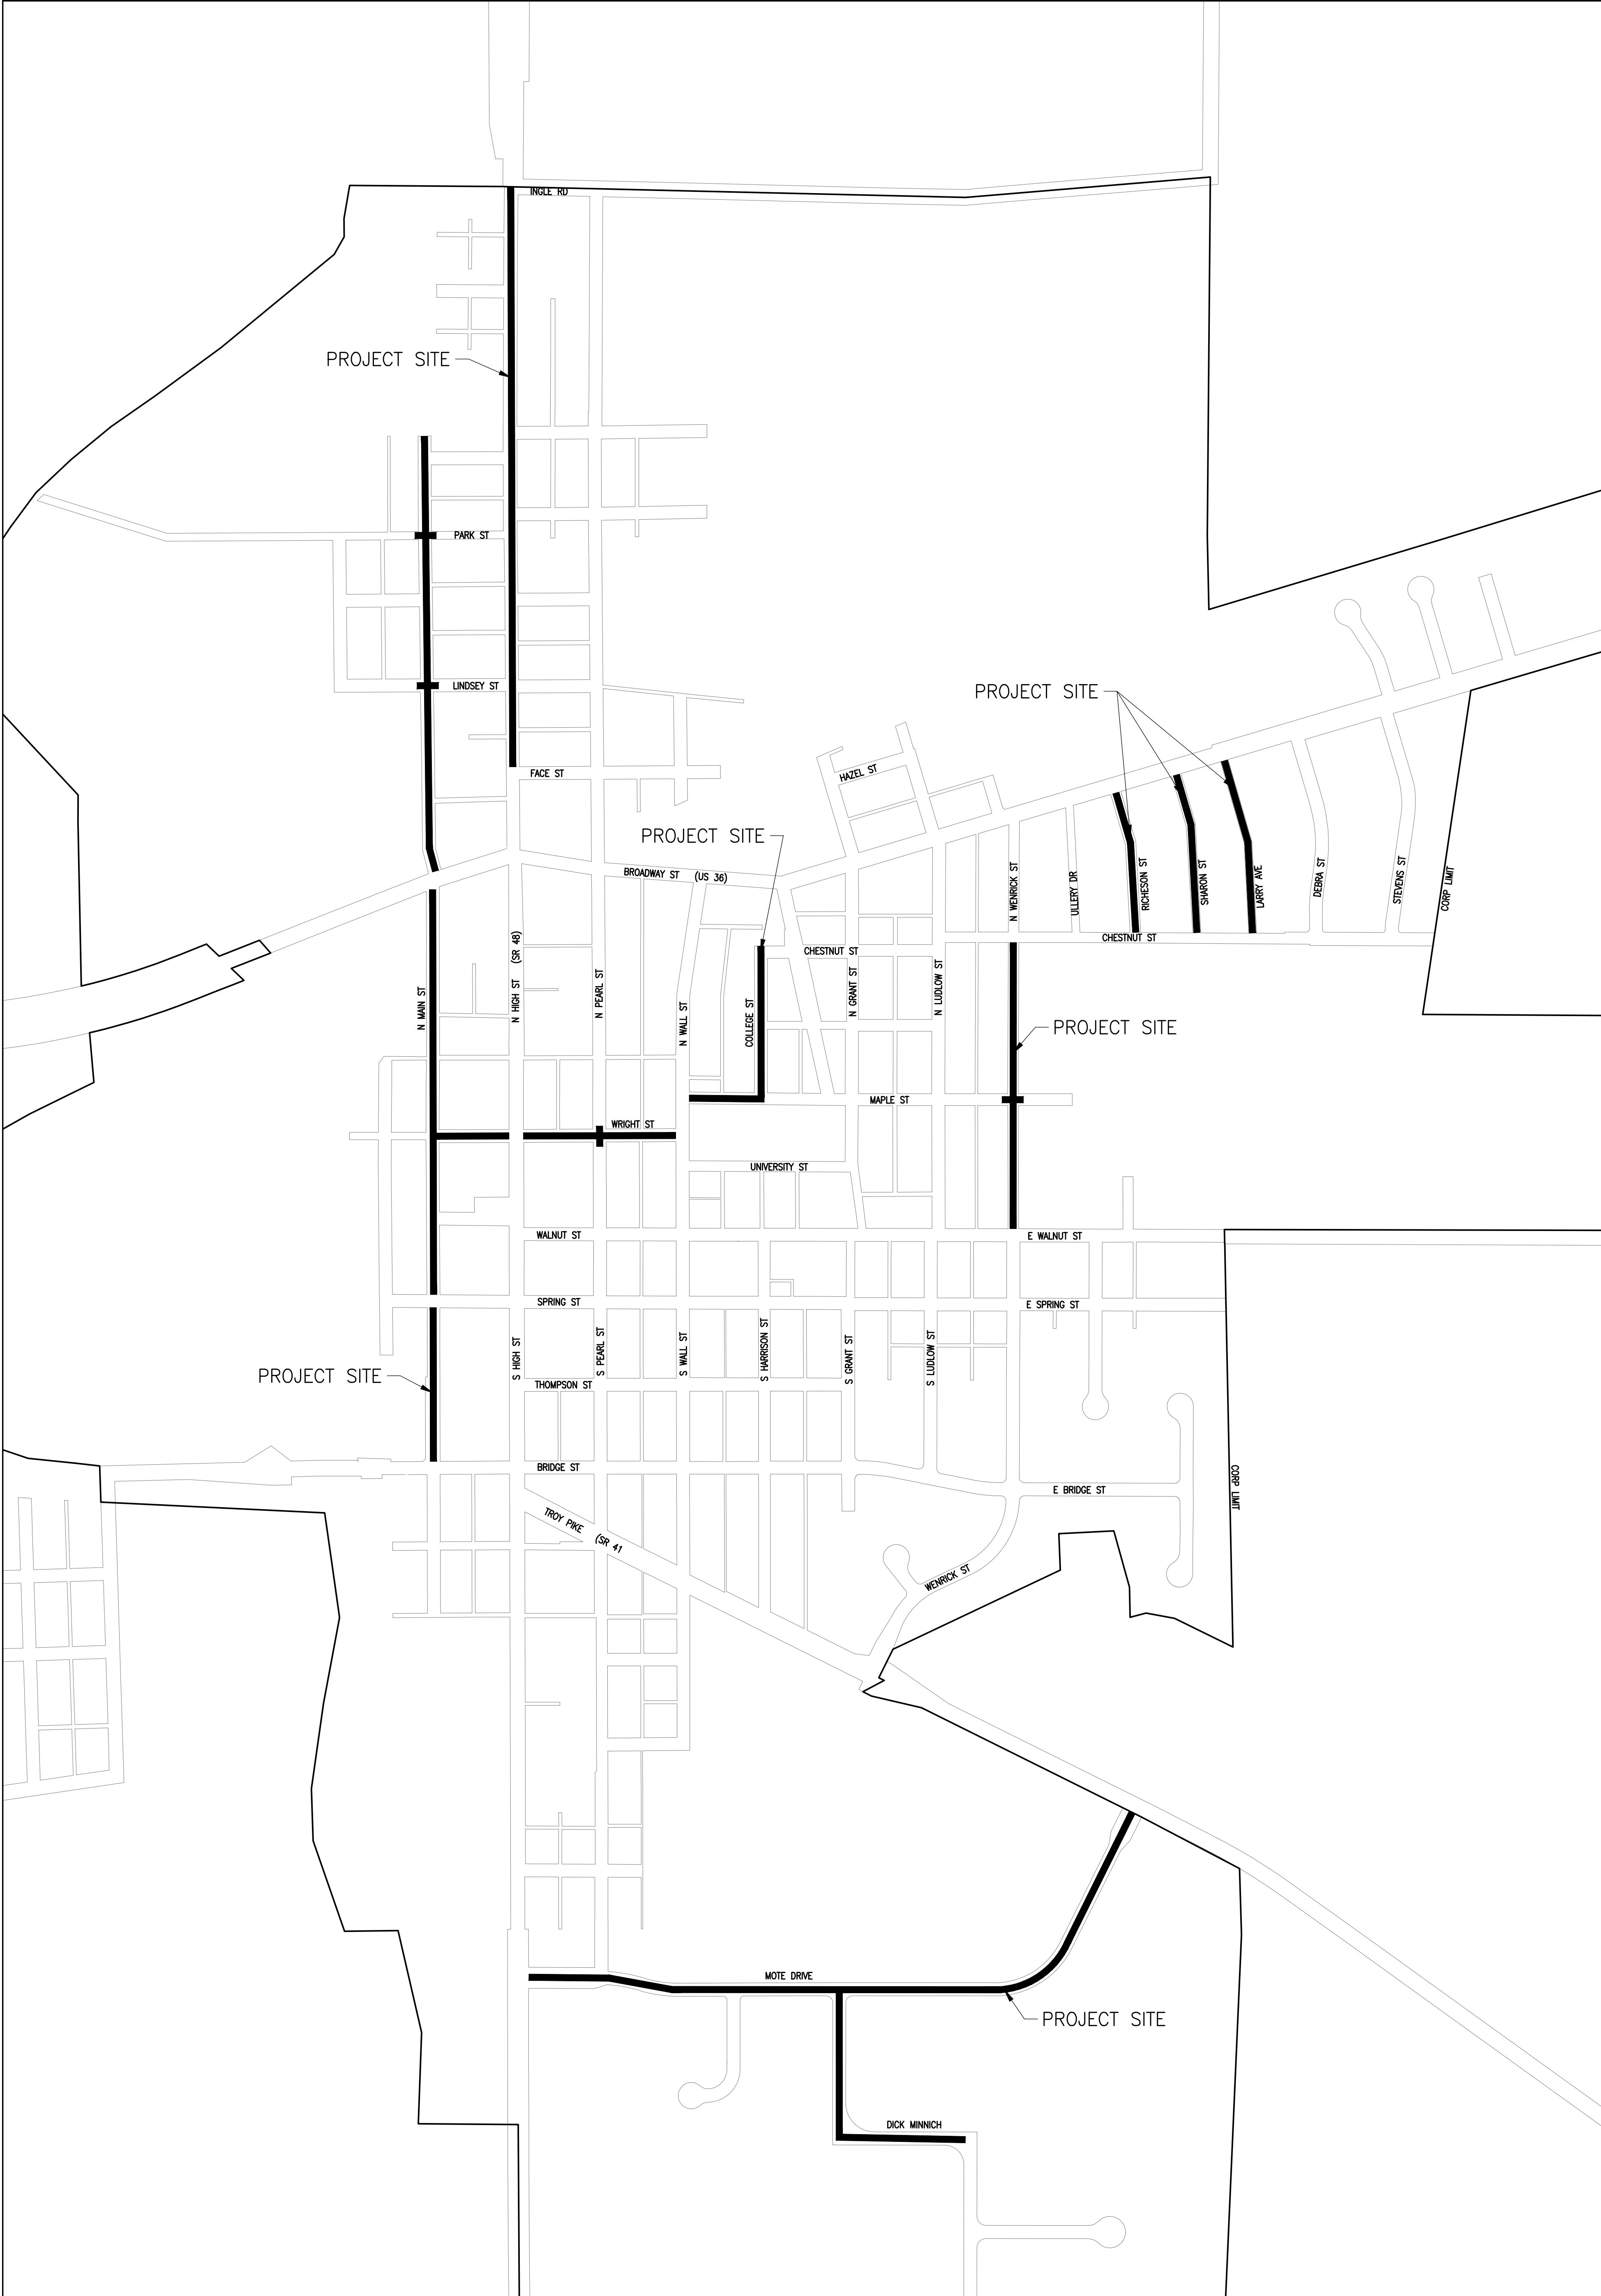 INGLE RD
PROJECT SITE
PARK ST
LINDSEY ST
PROJECT SITE
FACE ST
HAZEL ST
PROJECT SITE
BROADWAY ST (US 36)
N WENRICK ST
ULLERY DR
RICHESON ST
SHARON ST
LARRY AVE
DEBRA ST
STEVENS ST
CORP LIMIT
CHESTNUT ST
CHESTNUT ST
N MAIN ST
N HIGH ST (SR 48)
N PEARL ST
N WALL ST
COLLEGE ST
N GRANT ST
N LUDLOW ST
PROJECT SITE
MAPLE ST
WRIGHT ST
UNIVERSITY ST
WALNUT ST
E WALNUT ST
SPRING ST
E SPRING ST
S HIGH ST
S PEARL ST
S WALL ST
S HARRISON ST
S GRANT ST
S LUDLOW ST
PROJECT SITE
THOMPSON ST
BRIDGE ST
E BRIDGE ST
CORP LIMIT
TROY PIKE (SR 41
WENRICK ST
MOTE DRIVE
PROJECT SITE
DICK MINNICH